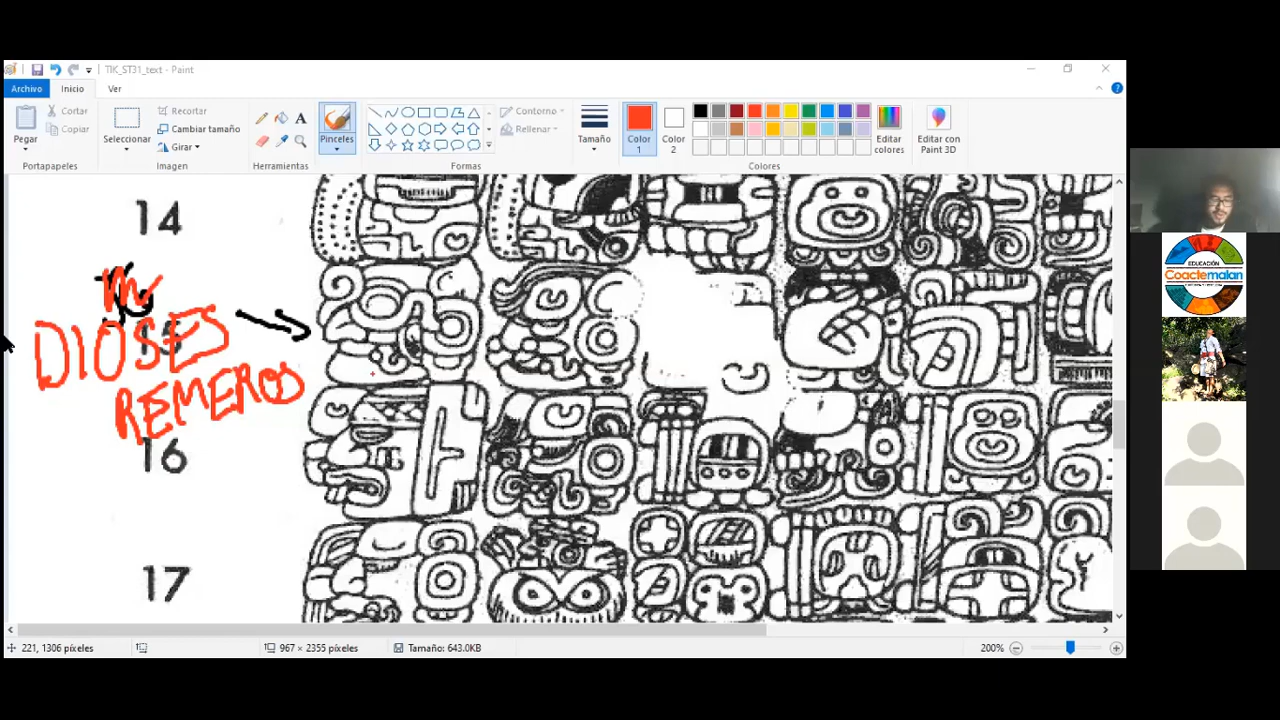 TIK_ST31_text - Paint
Archivo Inicio Ver
Pegar
Cortar
Copiar
Portapapeles
Seleccionar
Recortar
Cambiar tamaño
Girar
Imagen
Herramientas
Pinceles
Contorno
Rellenar
Formas
Tamaño
Color 1
Color 2
Colores
Editar colores
Editar con Paint 3D
14
DIOSES
15
REMEROS
16
17
EDUCACIÓN
Coactemalan
221, 1306 píxeles
967 × 2355 píxeles
Tamaño: 643.0KB
200%